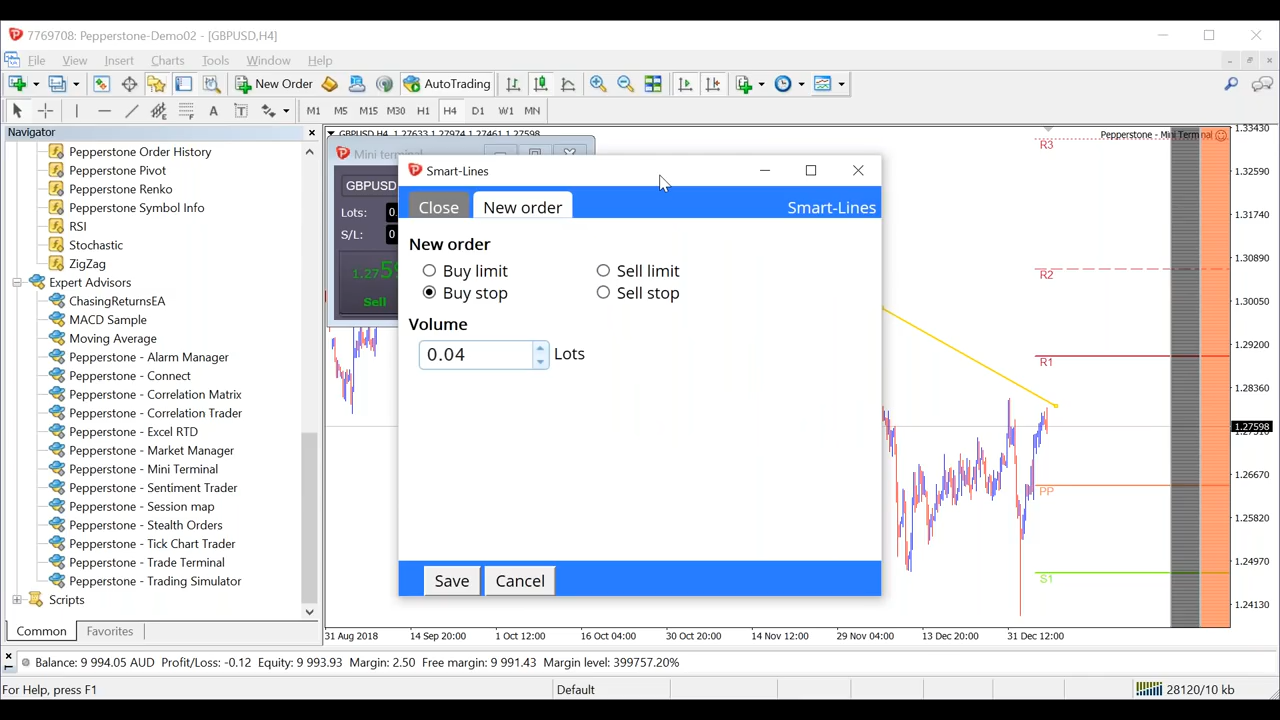 7769708: Pepperstone-Demo02 - [GBPUSD,H4]
File View Insert Charts Tools Window Help
New Order AutoTrading
M1 M5 M15 M30 H1 H4 D1 W1 MN
Navigator
Pepperstone Order History
Pepperstone Pivot
Pepperstone Renko
Pepperstone Symbol Info
RSI
Stochastic
ZigZag
Expert Advisors
ChasingReturnsEA
MACD Sample
Moving Average
Pepperstone - Alarm Manager
Pepperstone - Connect
Pepperstone - Correlation Matrix
Pepperstone - Correlation Trader
Pepperstone - Excel RTD
Pepperstone - Market Manager
Pepperstone - Mini Terminal
Pepperstone - Sentiment Trader
Pepperstone - Session map
Pepperstone - Stealth Orders
Pepperstone - Tick Chart Trader
Pepperstone - Trade Terminal
Pepperstone - Trading Simulator
Scripts
Common Favorites
GBPUSD,H4 1.27633 1.27974 1.27461 1.27598
Pepperstone - Mini Terminal
Mini terminal
GBPUSD
Lots: 0.
S/L: 0
1.2759
Sell
Smart-Lines
Close New order Smart-Lines
New order
Buy limit Sell limit
Buy stop Sell stop
Volume
0.04 Lots
Save Cancel
R3
R2
R1
PP
S1
1.33430
1.32590
1.31740
1.30890
1.30050
1.29200
1.28360
1.27598
1.26670
1.25820
1.24970
1.24130
31 Aug 2018 14 Sep 20:00 1 Oct 12:00 16 Oct 04:00 30 Oct 20:00 14 Nov 12:00 29 Nov 04:00 13 Dec 20:00 31 Dec 12:00
Balance: 9 994.05 AUD Profit/Loss: -0.12 Equity: 9 993.93 Margin: 2.50 Free margin: 9 991.43 Margin level: 399757.20%
For Help, press F1 Default 28120/10 kb